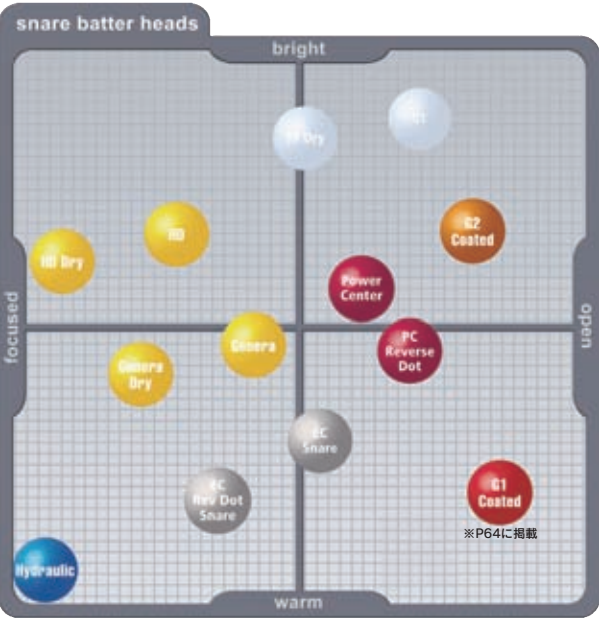 snare batter heads
bright
Dry
G2
Coated
HD
HD Dry
Power
Center
focused
open
PC
Reverse
Dot
Genera
Genera
Dry
EC
Snare
EC
Rev Dot
Snare
G1
Coated
※P64に掲載
Hydraulic
warm